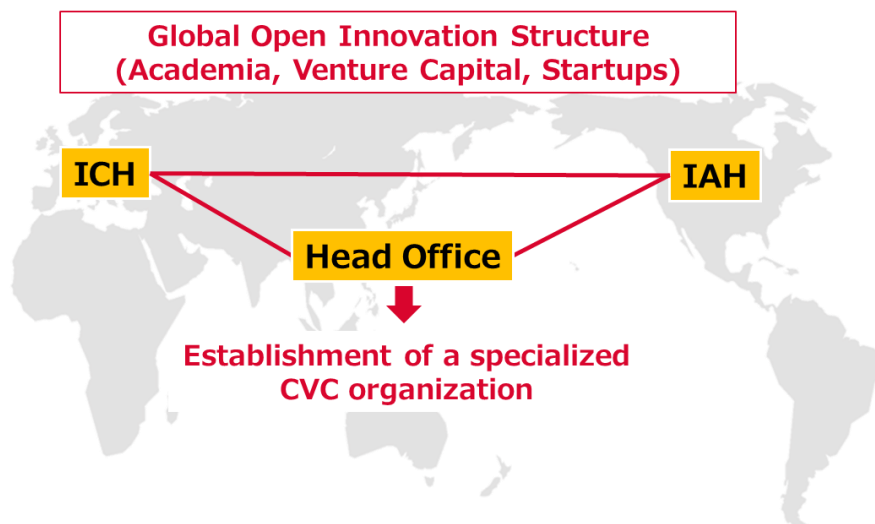 Global Open Innovation Structure
(Academia, Venture Capital, Startups)
ICH
IAH
Head Office
Establishment of a specialized
CVC organization